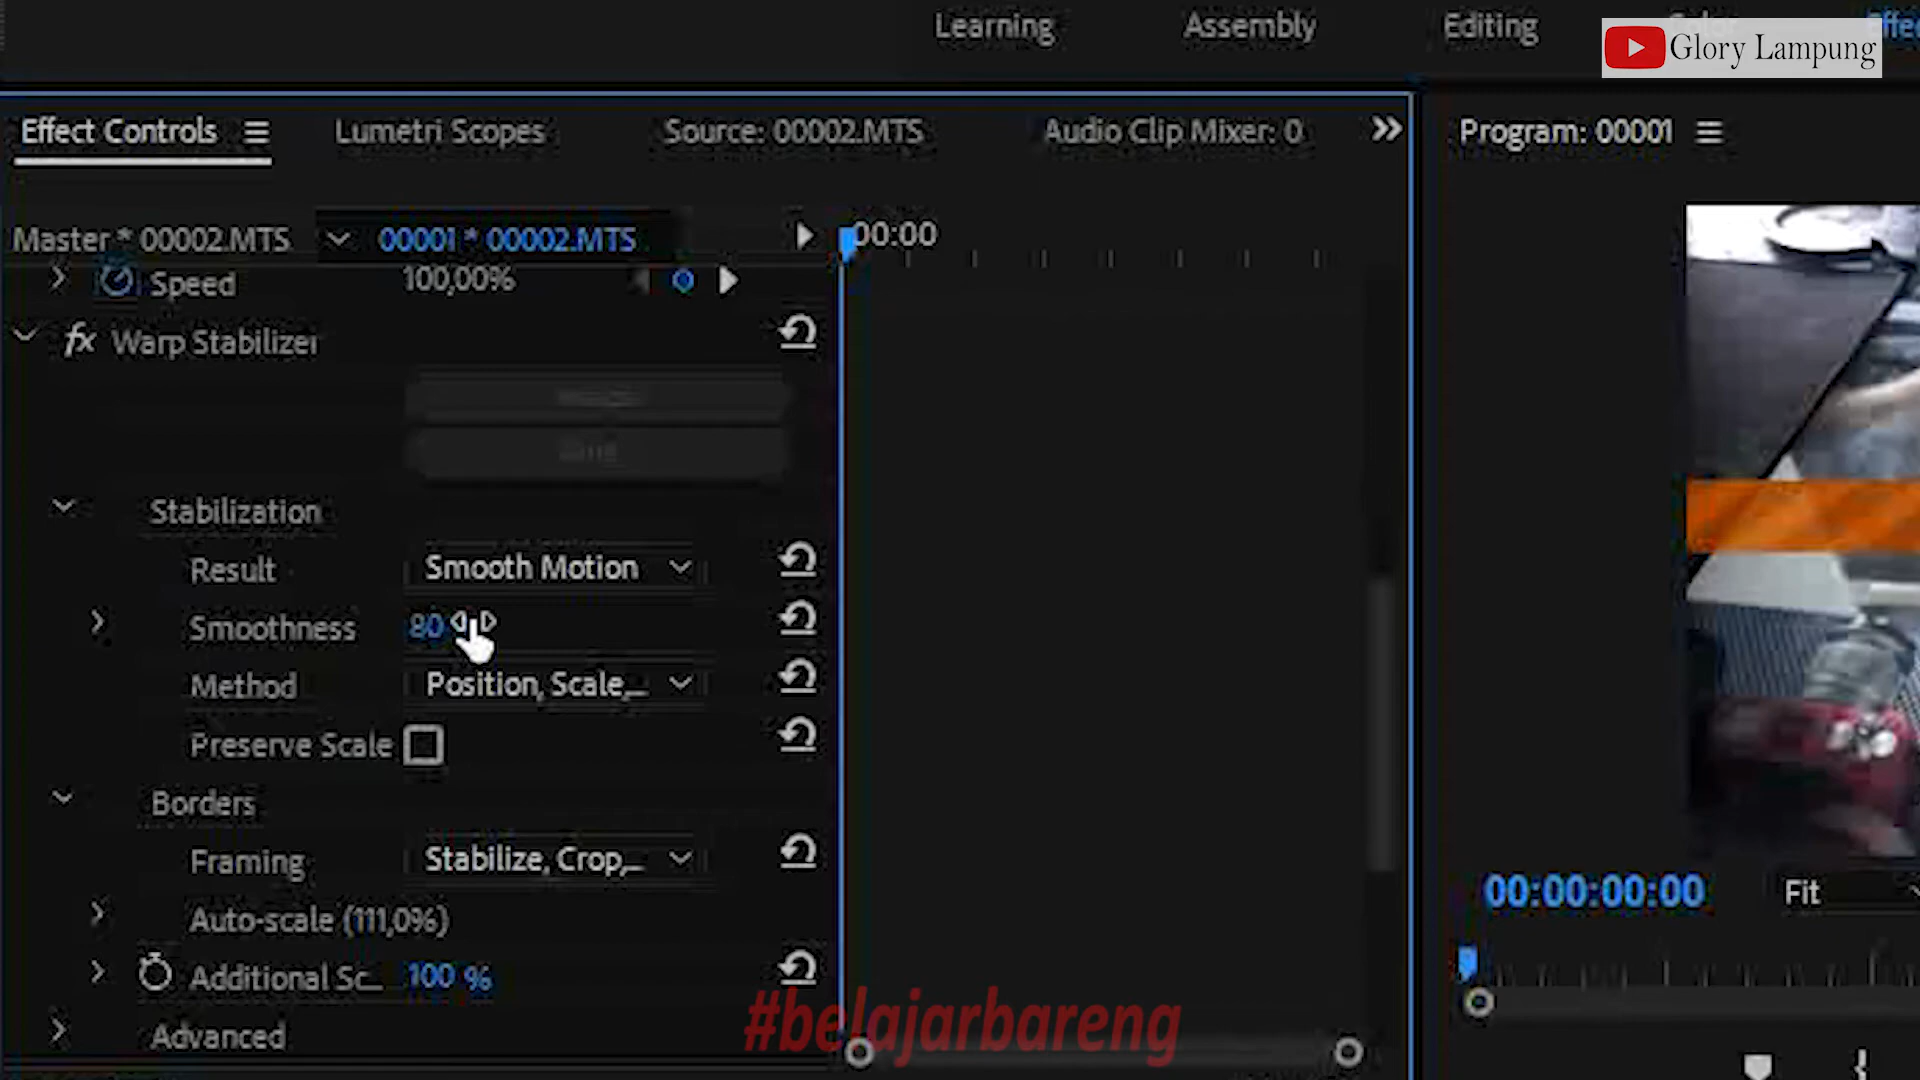 Learning Assembly Editing
Glory Lampung
Effect Controls Lumetri Scopes Source: 00002.MTS Audio Clip Mixer: 0 Program: 00001
Master * 00002.MTS 00001 * 00002.MTS 00:00
Speed 100,00%
fx Warp Stabilizer
Stabilization
Result Smooth Motion
Smoothness 80
Method Position, Scale,...
Preserve Scale
Borders
Framing Stabilize, Crop,...
Auto-scale (111,0%)
00:00:00:00 Fit
Additional Sc... 100 %
Advanced
#belajarbareng